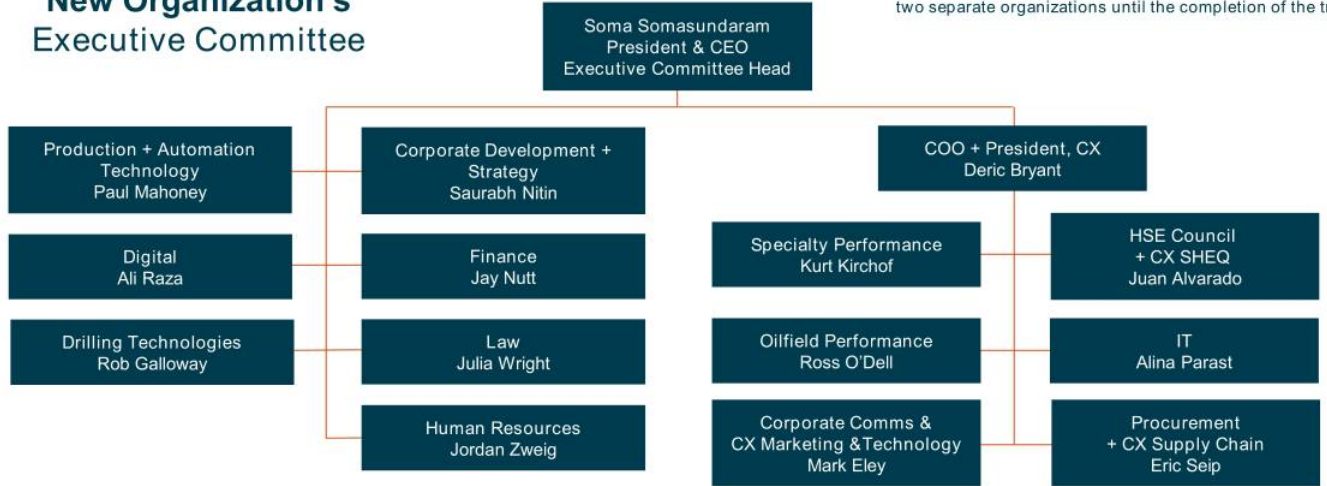 New Organization's
Executive Committee
two separate organizations until the completion of the
Soma Somasundaram
President & CEO
Executive Committee Head
Production + Automation
Technology
Paul Mahoney
Corporate Development +
Strategy
Saurabh Nitin
COO + President, CX
Deric Bryant
Digital
Ali Raza
Finance
Jay Nutt
Specialty Performance
Kurt Kirchof
HSE Council
+ CX SHEQ
Juan Alvarado
Drilling Technologies
Rob Galloway
Law
Julia Wright
Oilfield Performance
Ross O'Dell
IT
Alina Parast
Human Resources
Jordan Zweig
Corporate Comms &
CX Marketing &Technology
Mark Eley
Procurement
+ CX Supply Chain
Eric Seip